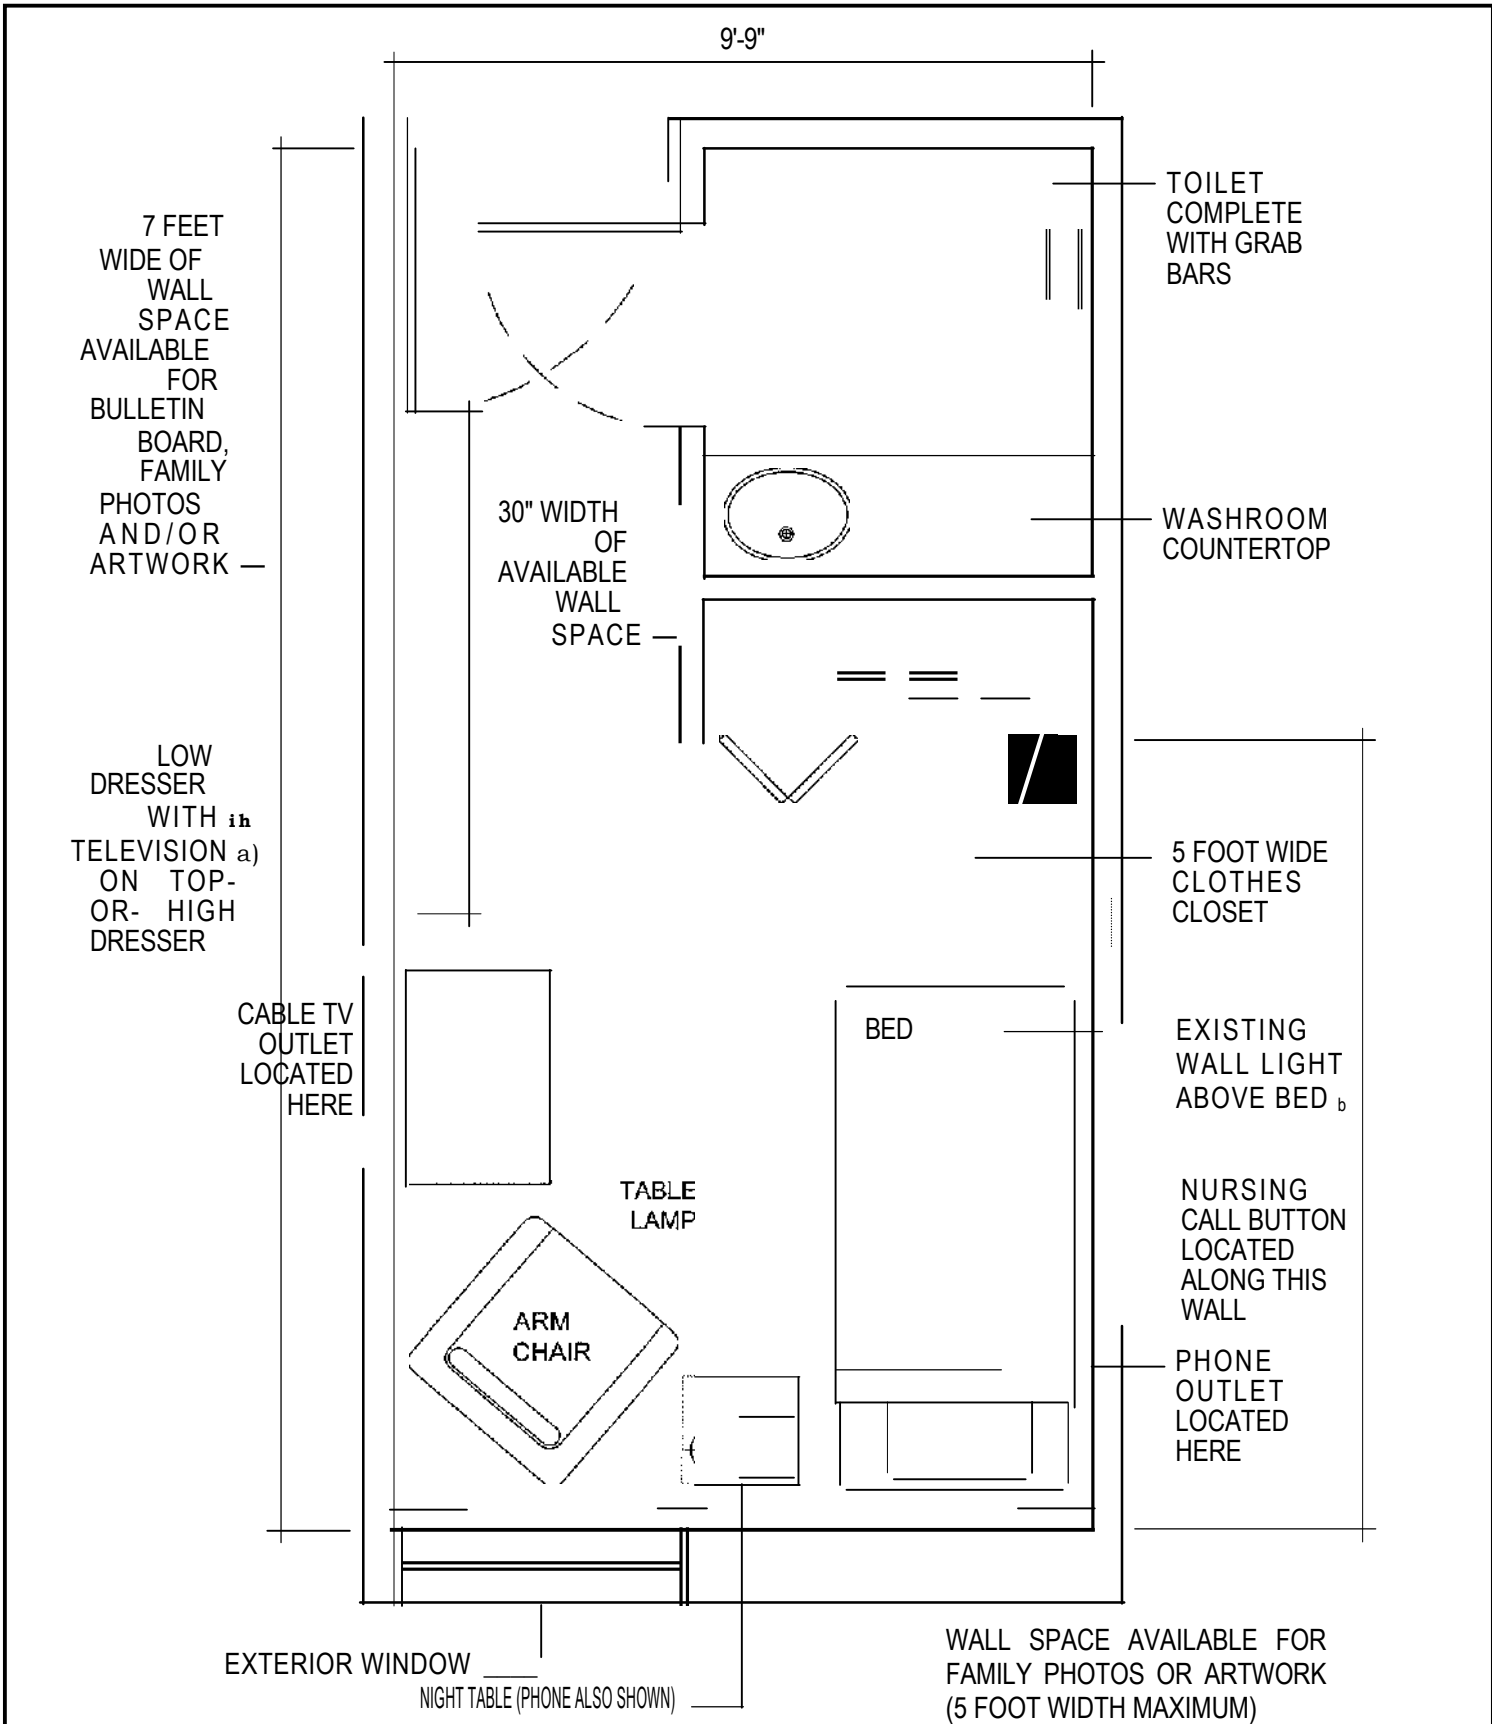 9'-9"
7 FEET
WIDE OF
WALL
SPACE
AVAILABLE
FOR
BULLETIN
BOARD,
FAMILY
PHOTOS
AND/OR
ARTWORK —
TOILET
COMPLETE
WITH GRAB
BARS
30" WIDTH
OF
AVAILABLE
WALL
SPACE —
WASHROOM
COUNTERTOP
LOW
DRESSER
WITH ih
TELEVISION a)
ON TOP-
OR- HIGH
DRESSER
5 FOOT WIDE
CLOTHES
CLOSET
CABLE TV
OUTLET
LOCATED
HERE
BED
EXISTING
WALL LIGHT
ABOVE BED b
TABLE
LAMP
NURSING
CALL BUTTON
LOCATED
ALONG THIS
WALL
ARM
CHAIR
PHONE
OUTLET
LOCATED
HERE
EXTERIOR WINDOW ____
NIGHT TABLE (PHONE ALSO SHOWN)
WALL SPACE AVAILABLE FOR
FAMILY PHOTOS OR ARTWORK
(5 FOOT WIDTH MAXIMUM)